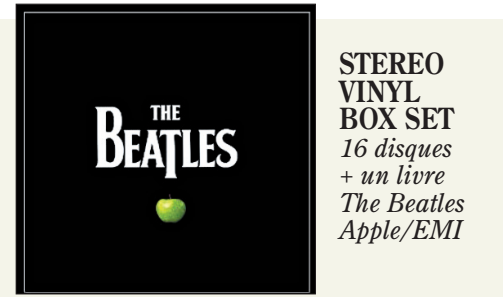 THE
BEATLES
STEREO
VINYL
BOX SET
16 disques
+ un livre
The Beatles
Apple/EMI